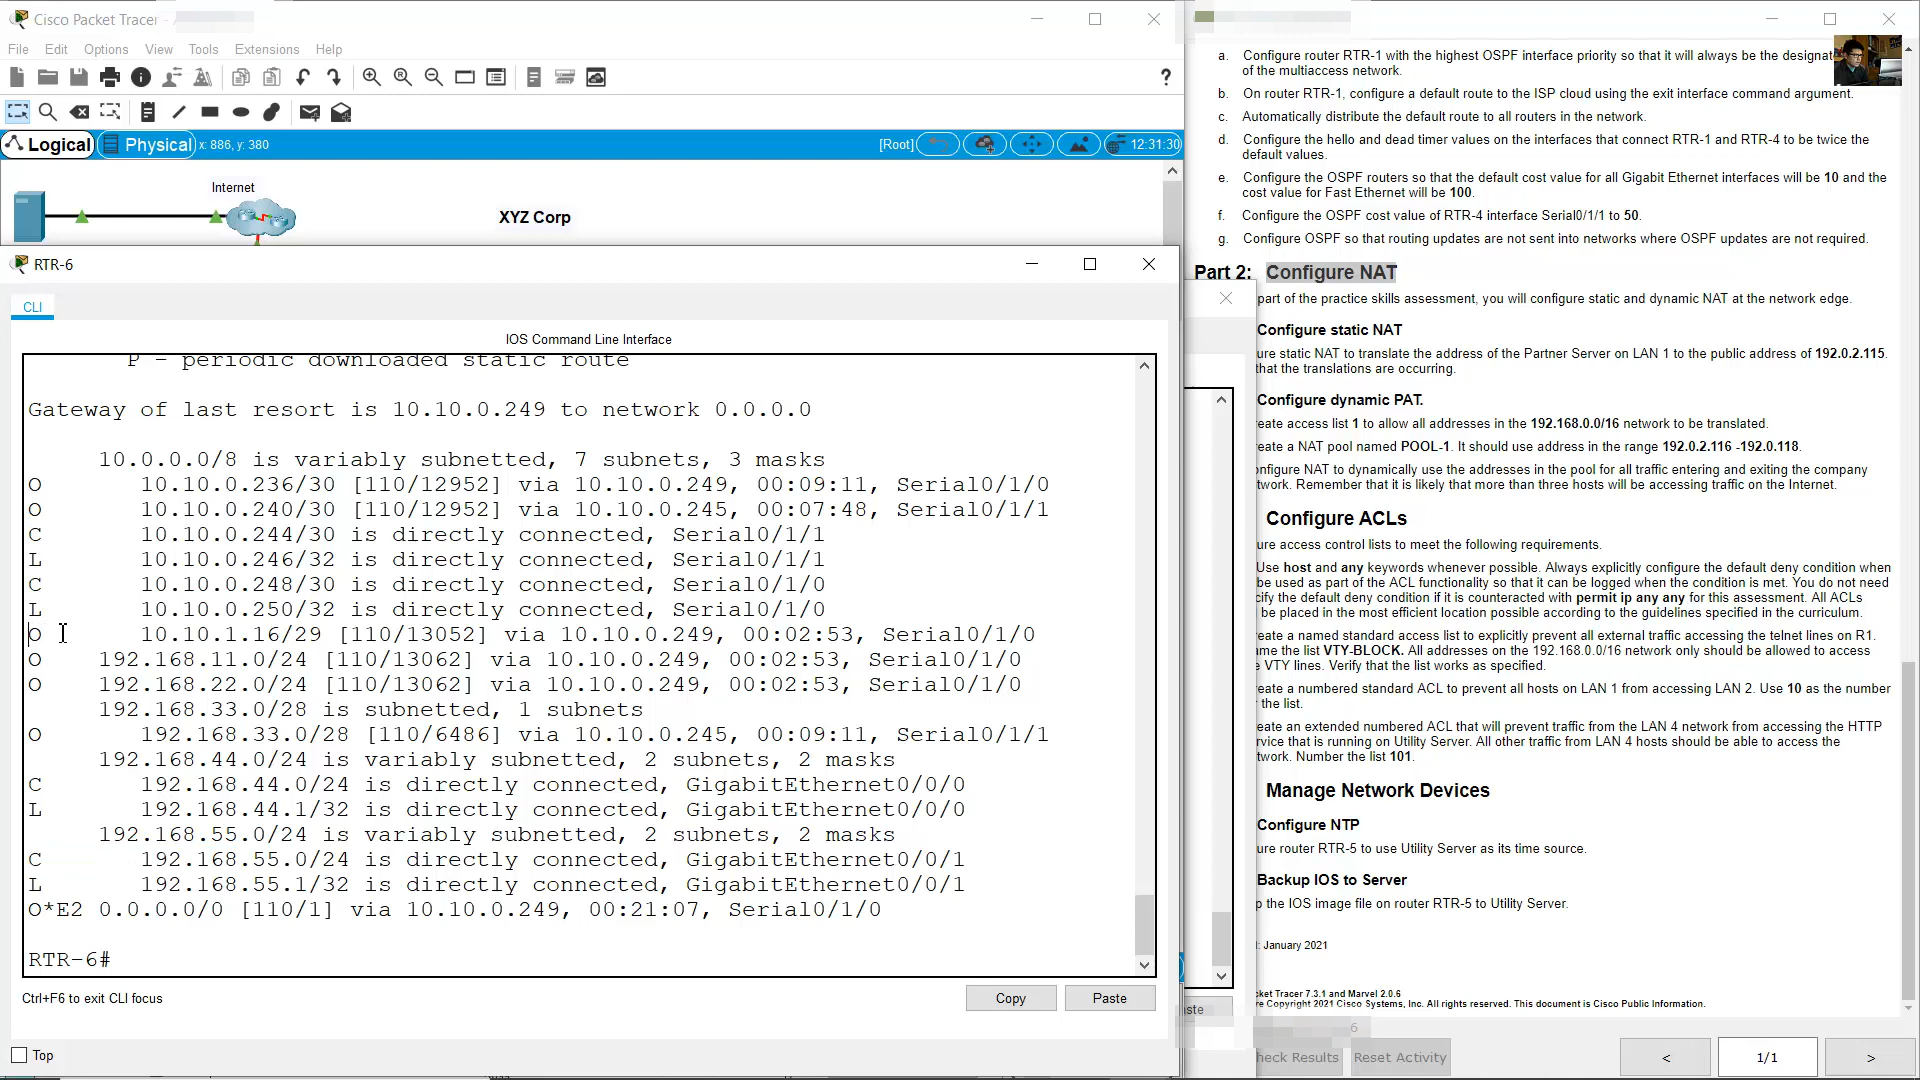 Cisco Packet Tracer -
File Edit Options View Tools Extensions Help
?
Logical Physical x: 886, y: 380 [Root] 12:31:30
Internet
XYZ Corp
RTR-6
CLI
IOS Command Line Interface
P - periodic downloaded static route
Gateway of last resort is 10.10.0.249 to network 0.0.0.0
10.0.0.0/8 is variably subnetted, 7 subnets, 3 masks
O 10.10.0.236/30 [110/12952] via 10.10.0.249, 00:09:11, Serial0/1/0
O 10.10.0.240/30 [110/12952] via 10.10.0.245, 00:07:48, Serial0/1/1
C 10.10.0.244/30 is directly connected, Serial0/1/1
L 10.10.0.246/32 is directly connected, Serial0/1/1
C 10.10.0.248/30 is directly connected, Serial0/1/0
L 10.10.0.250/32 is directly connected, Serial0/1/0
O 10.10.1.16/29 [110/13052] via 10.10.0.249, 00:02:53, Serial0/1/0
O 192.168.11.0/24 [110/13062] via 10.10.0.249, 00:02:53, Serial0/1/0
O 192.168.22.0/24 [110/13062] via 10.10.0.249, 00:02:53, Serial0/1/0
192.168.33.0/28 is subnetted, 1 subnets
O 192.168.33.0/28 [110/6486] via 10.10.0.245, 00:09:11, Serial0/1/1
192.168.44.0/24 is variably subnetted, 2 subnets, 2 masks
C 192.168.44.0/24 is directly connected, GigabitEthernet0/0/0
L 192.168.44.1/32 is directly connected, GigabitEthernet0/0/0
192.168.55.0/24 is variably subnetted, 2 subnets, 2 masks
C 192.168.55.0/24 is directly connected, GigabitEthernet0/0/1
L 192.168.55.1/32 is directly connected, GigabitEthernet0/0/1
O*E2 0.0.0.0/0 [110/1] via 10.10.0.249, 00:21:07, Serial0/1/0
RTR-6#
Ctrl+F6 to exit CLI focus
Copy Paste
Top
a. Configure router RTR-1 with the highest OSPF interface priority so that it will always be the designat
of the multiaccess network.
b. On router RTR-1, configure a default route to the ISP cloud using the exit interface command argument.
c. Automatically distribute the default route to all routers in the network.
d. Configure the hello and dead timer values on the interfaces that connect RTR-1 and RTR-4 to be twice the
default values.
e. Configure the OSPF routers so that the default cost value for all Gigabit Ethernet interfaces will be 10 and the
cost value for Fast Ethernet will be 100.
f. Configure the OSPF cost value of RTR-4 interface Serial0/1/1 to 50.
g. Configure OSPF so that routing updates are not sent into networks where OSPF updates are not required.
Part 2: Configure NAT
part of the practice skills assessment, you will configure static and dynamic NAT at the network edge.
Configure static NAT
ure static NAT to translate the address of the Partner Server on LAN 1 to the public address of 192.0.2.115.
that the translations are occurring.
Configure dynamic PAT.
eate access list 1 to allow all addresses in the 192.168.0.0/16 network to be translated.
eate a NAT pool named POOL-1. It should use address in the range 192.0.2.116 -192.0.118.
onfigure NAT to dynamically use the addresses in the pool for all traffic entering and exiting the company
twork. Remember that it is likely that more than three hosts will be accessing traffic on the Internet.
Configure ACLs
ure access control lists to meet the following requirements.
Use host and any keywords whenever possible. Always explicitly configure the default deny condition when
be used as part of the ACL functionality so that it can be logged when the condition is met. You do not need
cify the default deny condition if it is counteracted with permit ip any any for this assessment. All ACLs
be placed in the most efficient location possible according to the guidelines specified in the curriculum.
eate a named standard access list to explicitly prevent all external traffic accessing the telnet lines on R1.
me the list VTY-BLOCK. All addresses on the 192.168.0.0/16 network only should be allowed to access
e VTY lines. Verify that the list works as specified.
eate a numbered standard ACL to prevent all hosts on LAN 1 from accessing LAN 2. Use 10 as the number
the list.
eate an extended numbered ACL that will prevent traffic from the LAN 4 network from accessing the HTTP
rvice that is running on Utility Server. All other traffic from LAN 4 hosts should be able to access the
twork. Number the list 101.
Manage Network Devices
Configure NTP
ure router RTR-5 to use Utility Server as its time source.
Backup IOS to Server
p the IOS image file on router RTR-5 to Utility Server.
: January 2021
cket Tracer 7.3.1 and Marvel 2.0.6
re Copyright 2021 Cisco Systems, Inc. All rights reserved. This document is Cisco Public Information.
ste
6
heck Results Reset Activity < 1/1 >